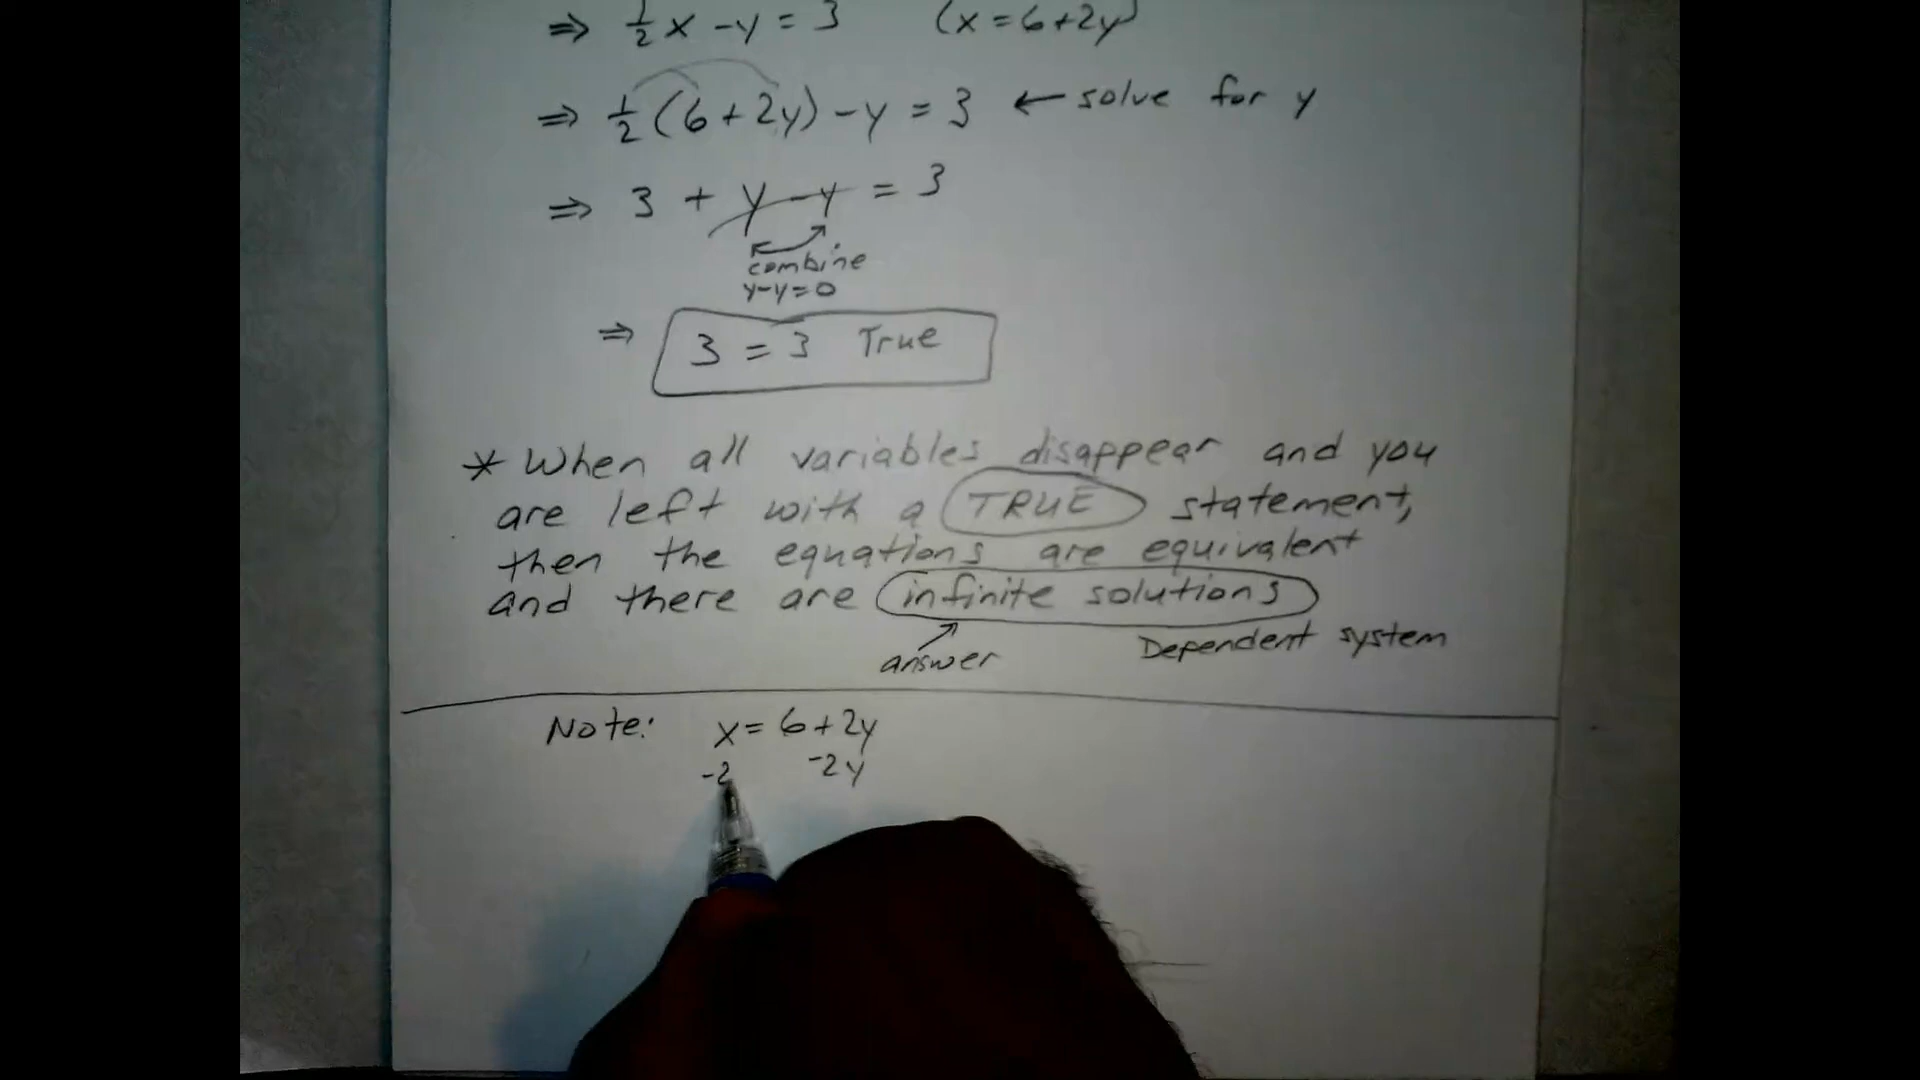 ⇒ 1/2 x - y = 3 (x = 6 + 2y)
⇒ 1/2 (6 + 2y) - y = 3 ← solve for y
⇒ 3 + y - y = 3
combine
y-y=0
⇒ 3 = 3 True
* When all variables disappear and you
are left with a TRUE statement,
then the equations are equivalent
and there are infinite solutions
answer Dependent system
Note: x = 6 + 2y
-2 -2y